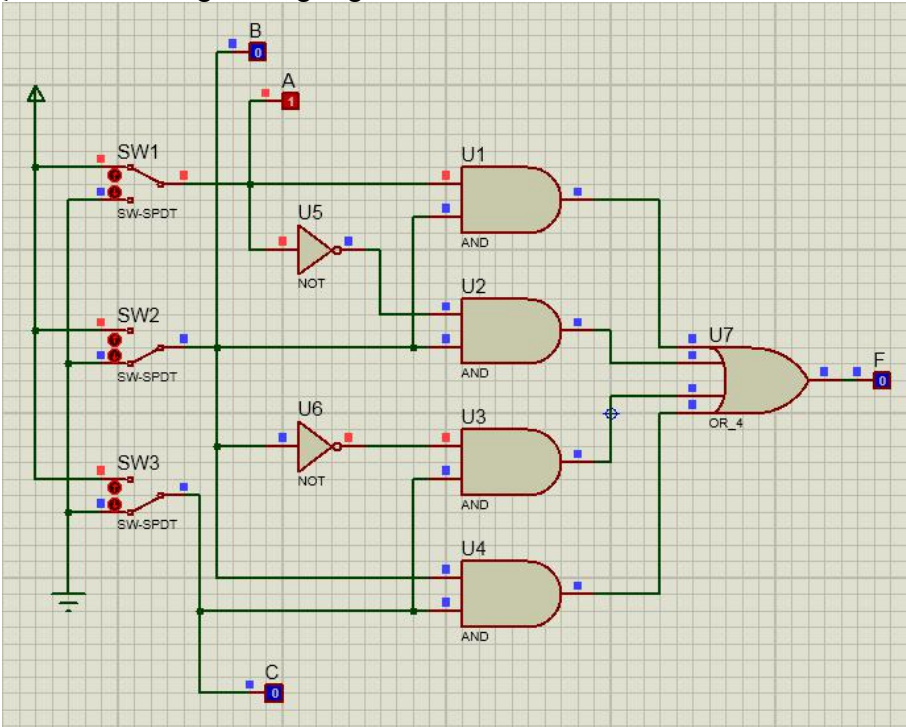 B
0
A
1
SW1
SW-SPDT
U1
AND
U5
NOT
U2
AND
SW2
SW-SPDT
U7
OR_4
F
0
U6
NOT
U3
AND
SW3
SW-SPDT
U4
AND
C
0